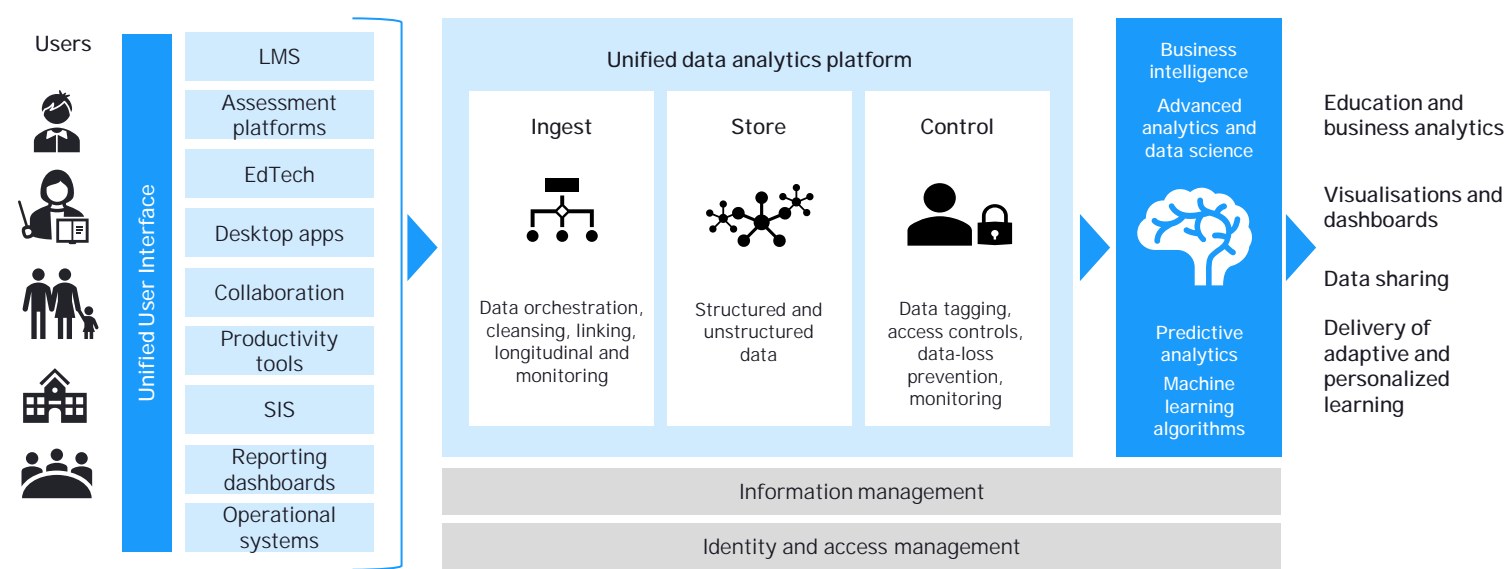 Users
Unified User Interface
LMS
Assessment
platforms
EdTech
Desktop apps
Collaboration
Productivity
tools
SIS
Reporting
dashboards
Operational
systems
Unified data analytics platform
Ingest
Data orchestration,
cleansing, linking,
longitudinal and
monitoring
Store
Structured and
unstructured
data
Control
Data tagging,
access controls,
data-loss
prevention,
monitoring
Business
intelligence
Advanced
analytics and
data science
Predictive
analytics
Machine
learning
algorithms
Education and
business analytics
Visualisations and
dashboards
Data sharing
Delivery of
adaptive and
personalized
learning
Information management
Identity and access management